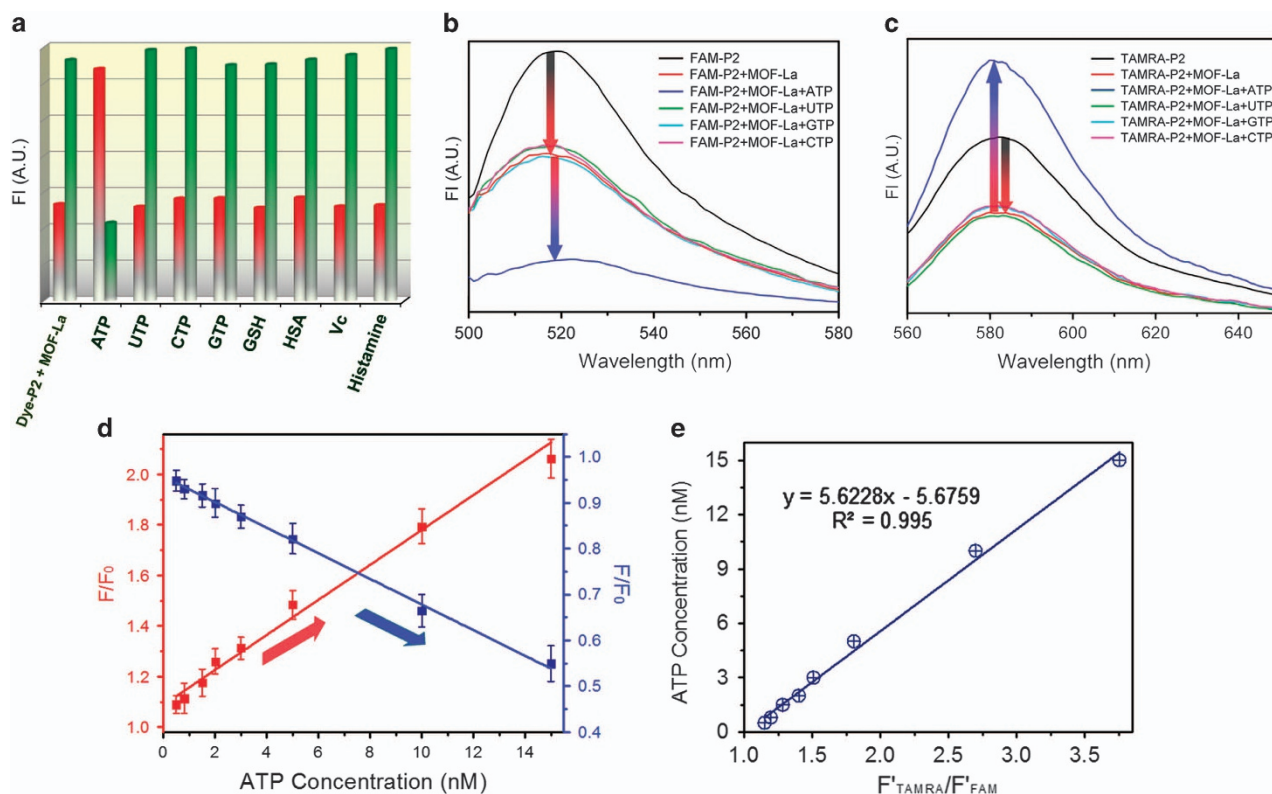 a
FI (A.U.)
Dye-P2 + MOF-La
ATP
UTP
CTP
GTP
GSH
HSA
Vc
Histamine
b
FI (A.U.)
FAM-P2
FAM-P2+MOF-La
FAM-P2+MOF-La+ATP
FAM-P2+MOF-La+UTP
FAM-P2+MOF-La+GTP
FAM-P2+MOF-La+CTP
500 520 540 560 580
Wavelength (nm)
c
FI (A.U.)
TAMRA-P2
TAMRA-P2+MOF-La
TAMRA-P2+MOF-La+ATP
TAMRA-P2+MOF-La+UTP
TAMRA-P2+MOF-La+GTP
TAMRA-P2+MOF-La+CTP
560 580 600 620 640
Wavelength (nm)
d
F/F₀
2.0
1.8
1.6
1.4
1.2
1.0
1.0
0.9
0.8
0.7
0.6
0.5
0.4
F/F₀
0 2 4 6 8 10 12 14
ATP Concentration (nM)
e
ATP Concentration (nM)
15
12
9
6
3
0
y = 5.6228x - 5.6759
R² = 0.995
1.0 1.5 2.0 2.5 3.0 3.5
F'TAMRA/F'FAM